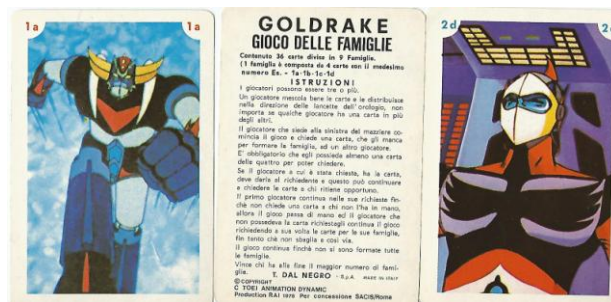 1a 1a
GOLDRAKE
GIOCO DELLE FAMIGLIE
Contenuto 36 carte divise in 9 Famiglie.
(1 famiglia è composta da 4 carte con il medesimo
numero Es. - 1a-1b-1c-1d
ISTRUZIONI
I giocatori possono essere tre o più.
Un giocatore mescola bene le carte e le distribuisce
nella direzione delle lancette dell'orologio, non
importa se qualche giocatore ha una carta in più
degli altri.
Il giocatore che siede alla sinistra del mazziere co-
mincia il gioco e chiede una carta, che gli manca
per formare la famiglia, ad un altro giocatore.
E' obbligatorio che egli possieda almeno una carta
della quattro per poter chiedere.
Se il giocatore a cui è stata chiesta, ha la carta,
deve darla al richiedente e questo può continuare
a chiedere le carte a chi ritiene opportuno.
Il primo giocatore continua nelle sue richieste fin-
chè non chiede una carta a chi non l'ha in mano,
allora il gioco passa di mano ed il giocatore che
non possedeva la carta richiestagli continua il gioco
richiedendo a sua volta le carte per le sue famiglie,
fin tanto chè non sbaglia e così via.
Il gioco continua finchè non si sono formate tutte
le famiglie.
Vince chi ha alla fine il maggior numero di fami-
glie.
T. DAL NEGRO - S.p.A. MADE IN ITALY
© COPYRIGHT
© TOEI ANIMATION DYNAMIC
Production RAI 1978 Per concessione SACIS/Roma
2d